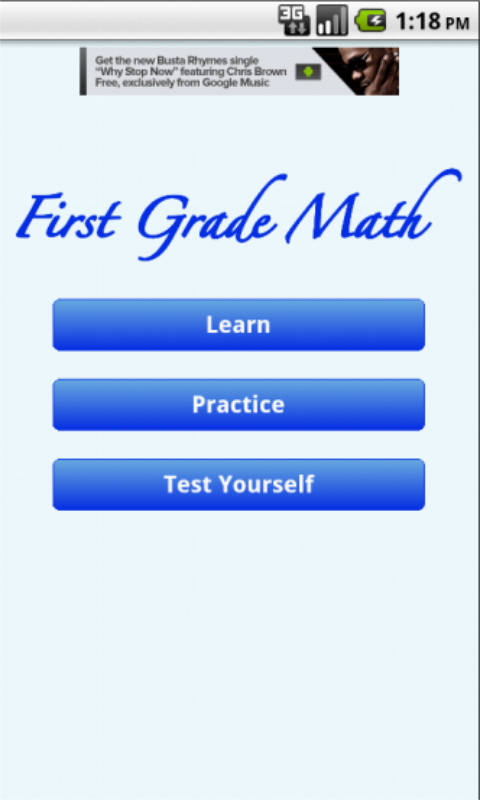 3G
1:18 PM
Get the new Busta Rhymes single
“Why Stop Now” featuring Chris Brown
Free, exclusively from Google Music
First Grade Math
Learn
Practice
Test Yourself